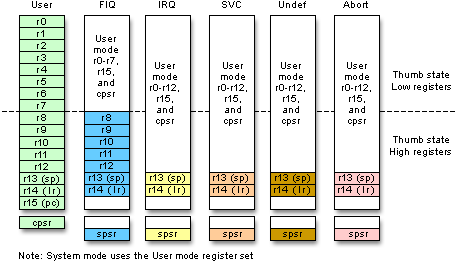 User FIQ IRQ SVC Undef Abort
r0
r1
r2
r3
r4
r5
r6
r7
r8
r9
r10
r11
r12
r13 (sp)
r14 (lr)
r15 (pc)
cpsr
User
mode
r0-r7,
r15,
and
cpsr
r8
r9
r10
r11
r12
r13 (sp)
r14 (lr)
spsr
User
mode
r0-r12,
r15,
and
cpsr
r13 (sp)
r14 (lr)
spsr
User
mode
r0-r12,
r15,
and
cpsr
r13 (sp)
r14 (lr)
spsr
User
mode
r0-r12,
r15,
and
cpsr
r13 (sp)
r14 (lr)
spsr
User
mode
r0-r12,
r15,
and
cpsr
r13 (sp)
r14 (lr)
spsr
Thumb state
Low registers
Thumb state
High registers
Note: System mode uses the User mode register set